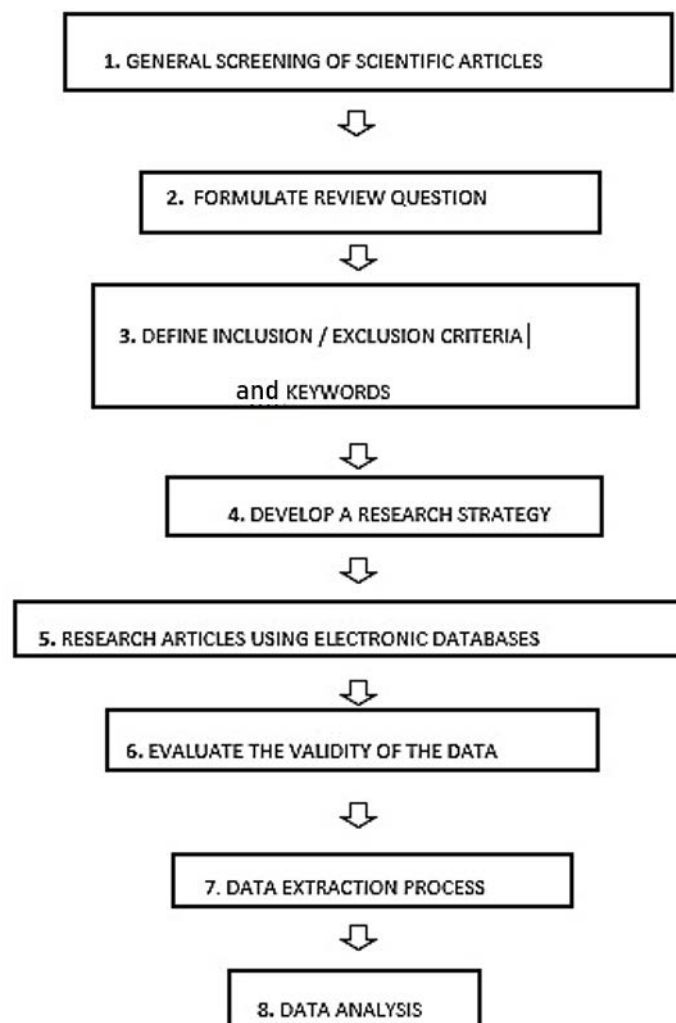 1. GENERAL SCREENING OF SCIENTIFIC ARTICLES
2. FORMULATE REVIEW QUESTION
3. DEFINE INCLUSION / EXCLUSION CRITERIA
and KEYWORDS
4. DEVELOP A RESEARCH STRATEGY
5. RESEARCH ARTICLES USING ELECTRONIC DATABASES
6. EVALUATE THE VALIDITY OF THE DATA
7. DATA EXTRACTION PROCESS
8. DATA ANALYSIS